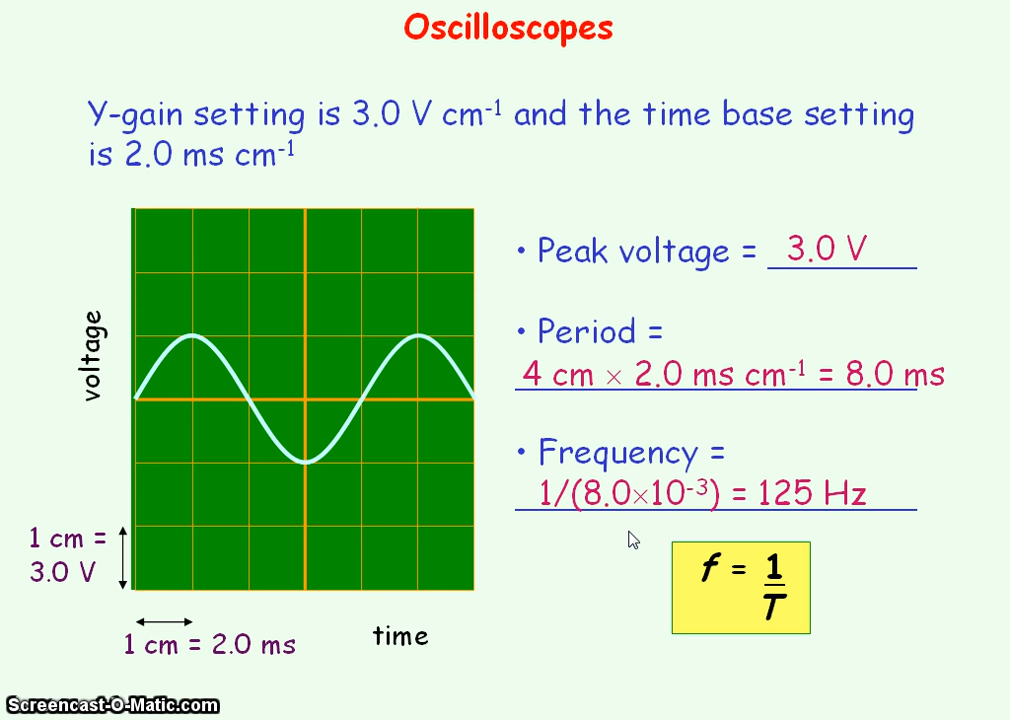 Oscilloscopes
Y-gain setting is 3.0 V cm⁻¹ and the time base setting
is 2.0 ms cm⁻¹
voltage
1 cm =
3.0 V
1 cm = 2.0 ms
time
• Peak voltage = 3.0 V
• Period =
4 cm × 2.0 ms cm⁻¹ = 8.0 ms
• Frequency =
1/(8.0×10⁻³) = 125 Hz
f = 1
T
Screencast-O-Matic.com